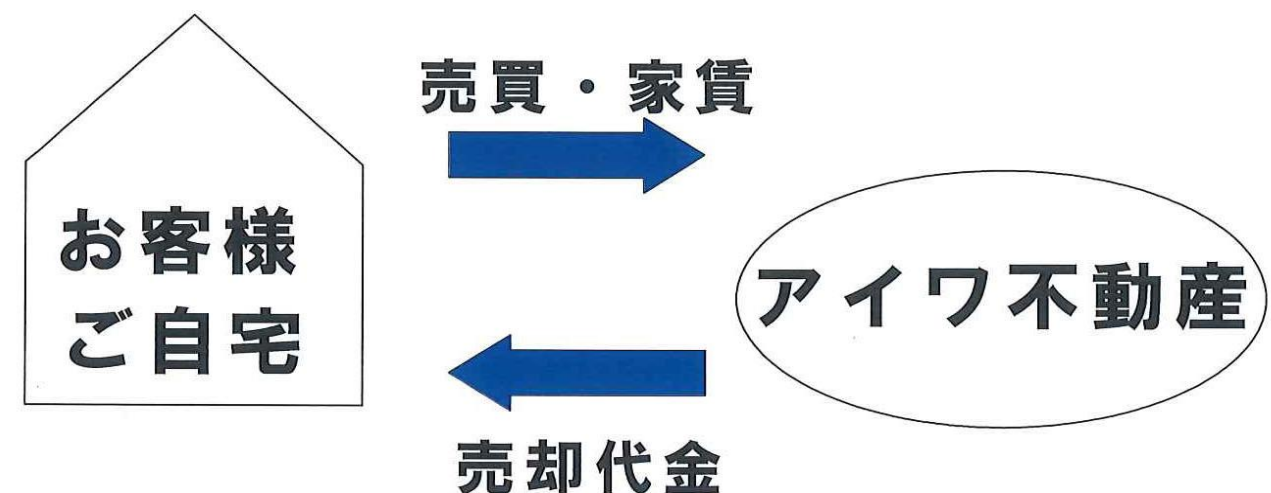 売買・家賃
お客様
ご自宅
アイワ不動産
売却代金